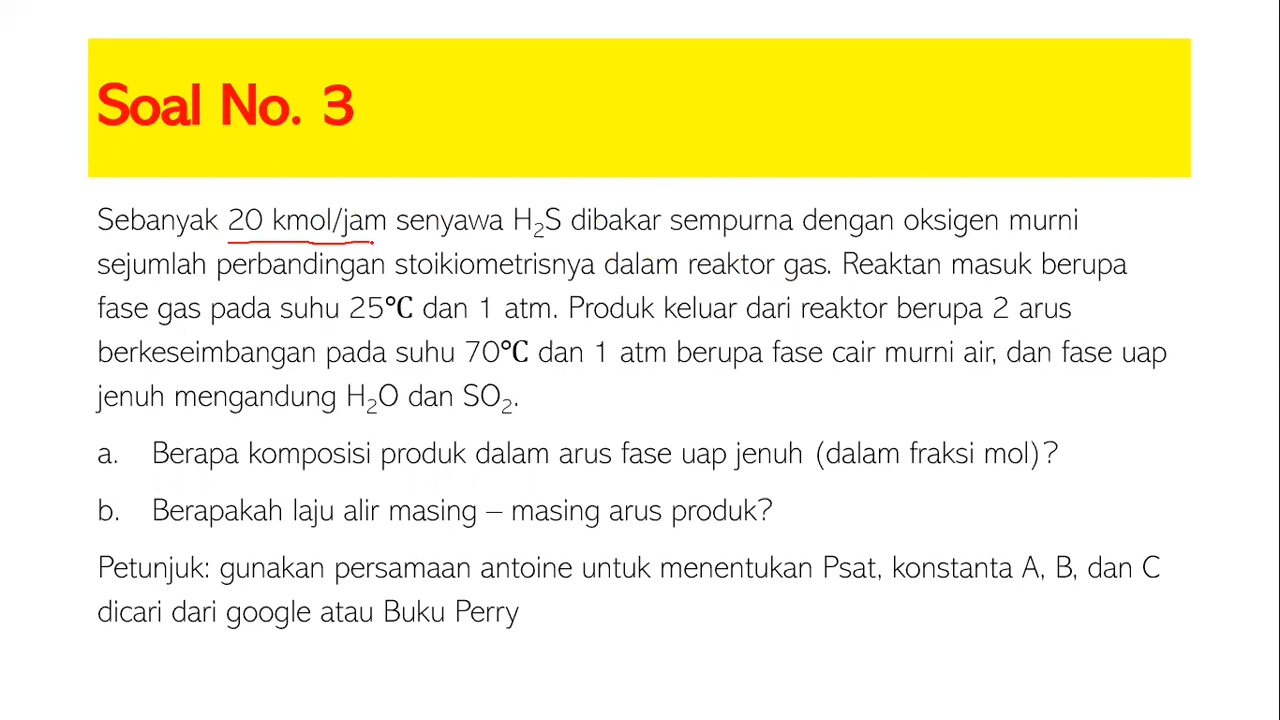 Soal No. 3
Sebanyak 20 kmol/jam senyawa H₂S dibakar sempurna dengan oksigen murni
sejumlah perbandingan stoikiometrisnya dalam reaktor gas. Reaktan masuk berupa
fase gas pada suhu 25℃ dan 1 atm. Produk keluar dari reaktor berupa 2 arus
berkeseimbangan pada suhu 70℃ dan 1 atm berupa fase cair murni air, dan fase uap
jenuh mengandung H₂O dan SO₂.
a. Berapa komposisi produk dalam arus fase uap jenuh (dalam fraksi mol)?
b. Berapakah laju alir masing – masing arus produk?
Petunjuk: gunakan persamaan antoine untuk menentukan Psat, konstanta A, B, dan C
dicari dari google atau Buku Perry